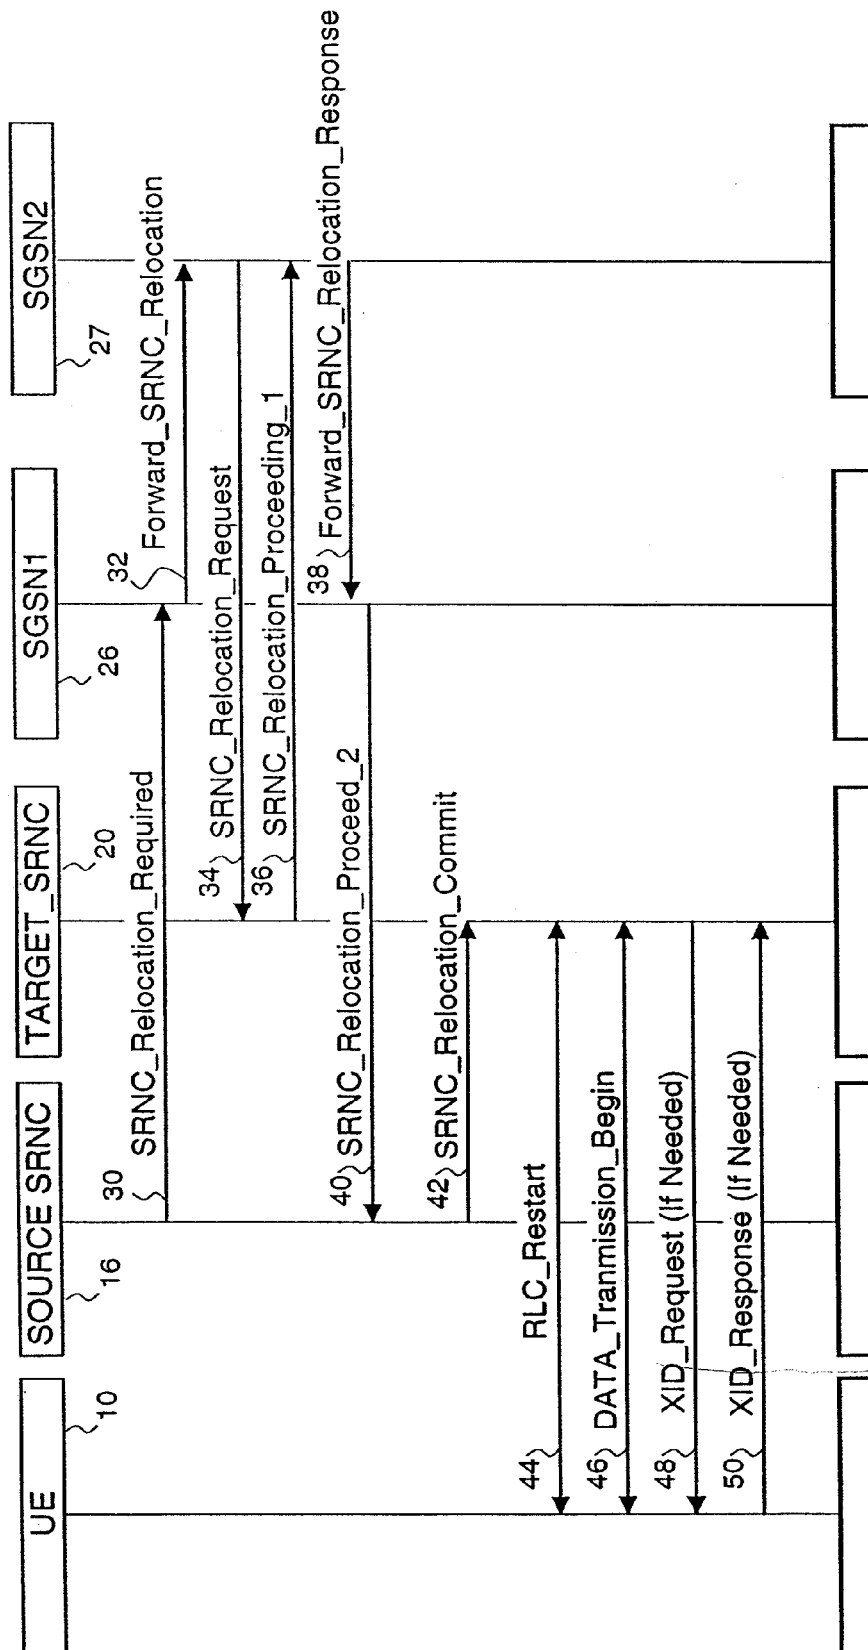 UE
10
SOURCE SRNC
16
TARGET_SRNC
20
SGSN1
26
SGSN2
27
30
SRNC_Relocation_Required
32
Forward_SRNC_Relocation
34
SRNC_Relocation_Request
36
SRNC_Relocation_Proceeding_1
38
Forward_SRNC_Relocation_Response
40
SRNC_Relocation_Proceed_2
42
SRNC_Relocation_Commit
44
RLC_Restart
46
DATA_Tranmission_Begin
48
XID_Request (If Needed)
50
XID_Response (If Needed)